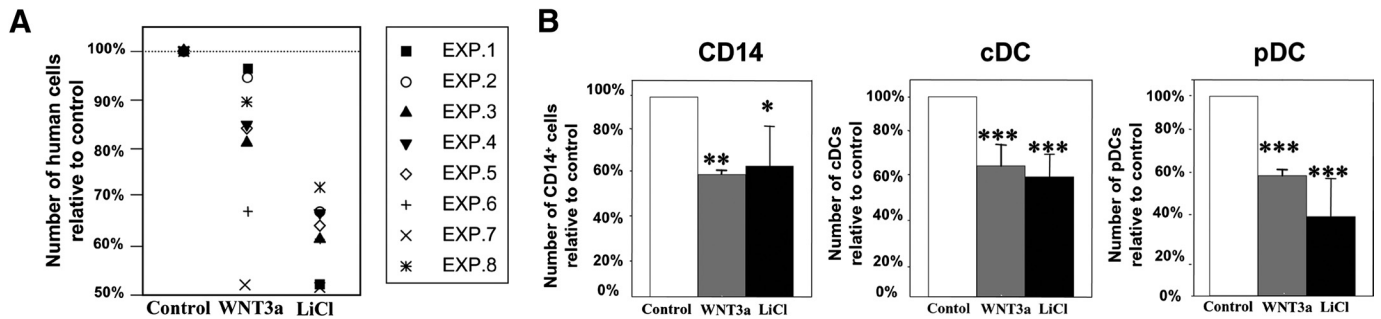 A
Number of human cells
relative to control
100%
90%
80%
70%
60%
50%
Control WNT3a LiCl
EXP.1
EXP.2
EXP.3
EXP.4
EXP.5
EXP.6
EXP.7
EXP.8
B
CD14
Number of CD14+ cells
relative to control
100%
80%
60%
40%
20%
0%
**
*
Control WNT3a LiCl
cDC
Number of cDCs
relative to control
100%
80%
60%
40%
20%
0%
***
***
Contol WNT3a LiCl
pDC
Number of pDCs
relative to control
100%
80%
60%
40%
20%
0%
***
***
Control WNT3a LiCl